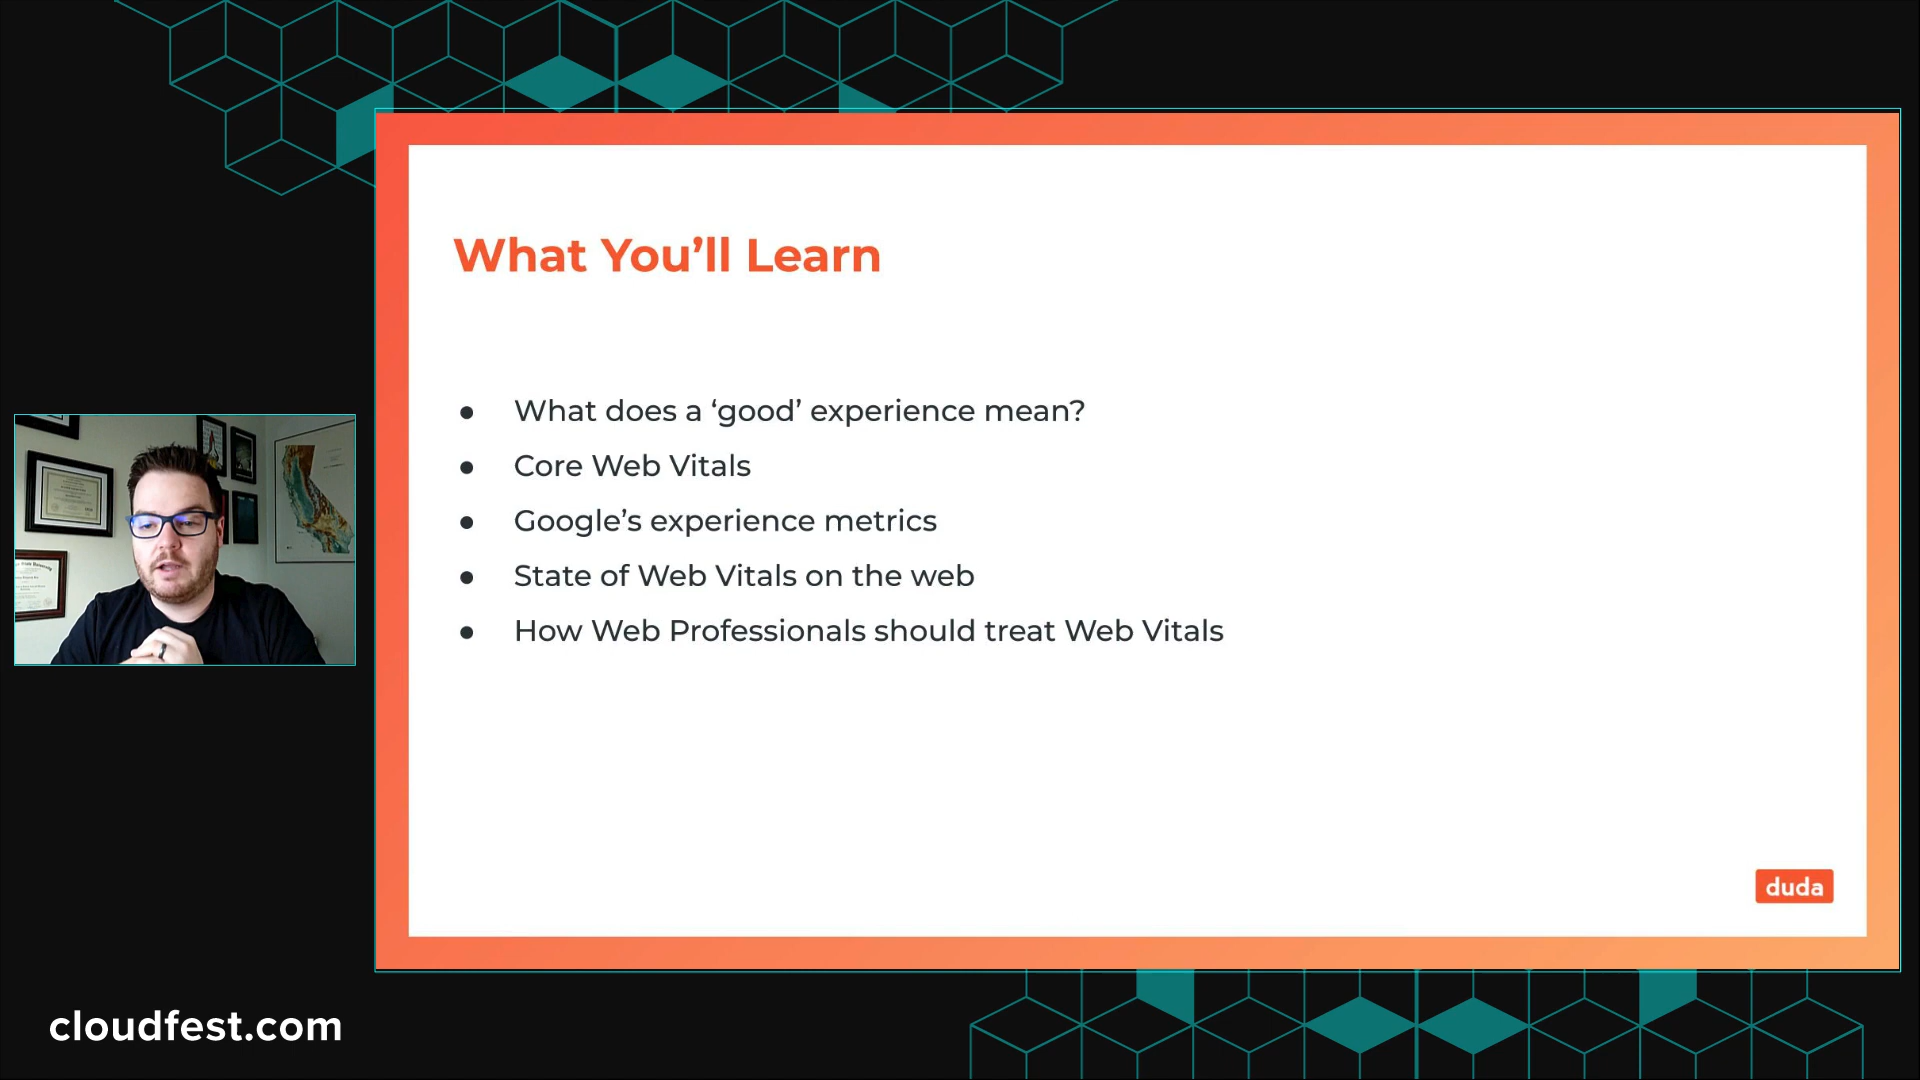 What You’ll Learn
● What does a ‘good’ experience mean?
● Core Web Vitals
● Google’s experience metrics
● State of Web Vitals on the web
● How Web Professionals should treat Web Vitals
duda
cloudfest.com